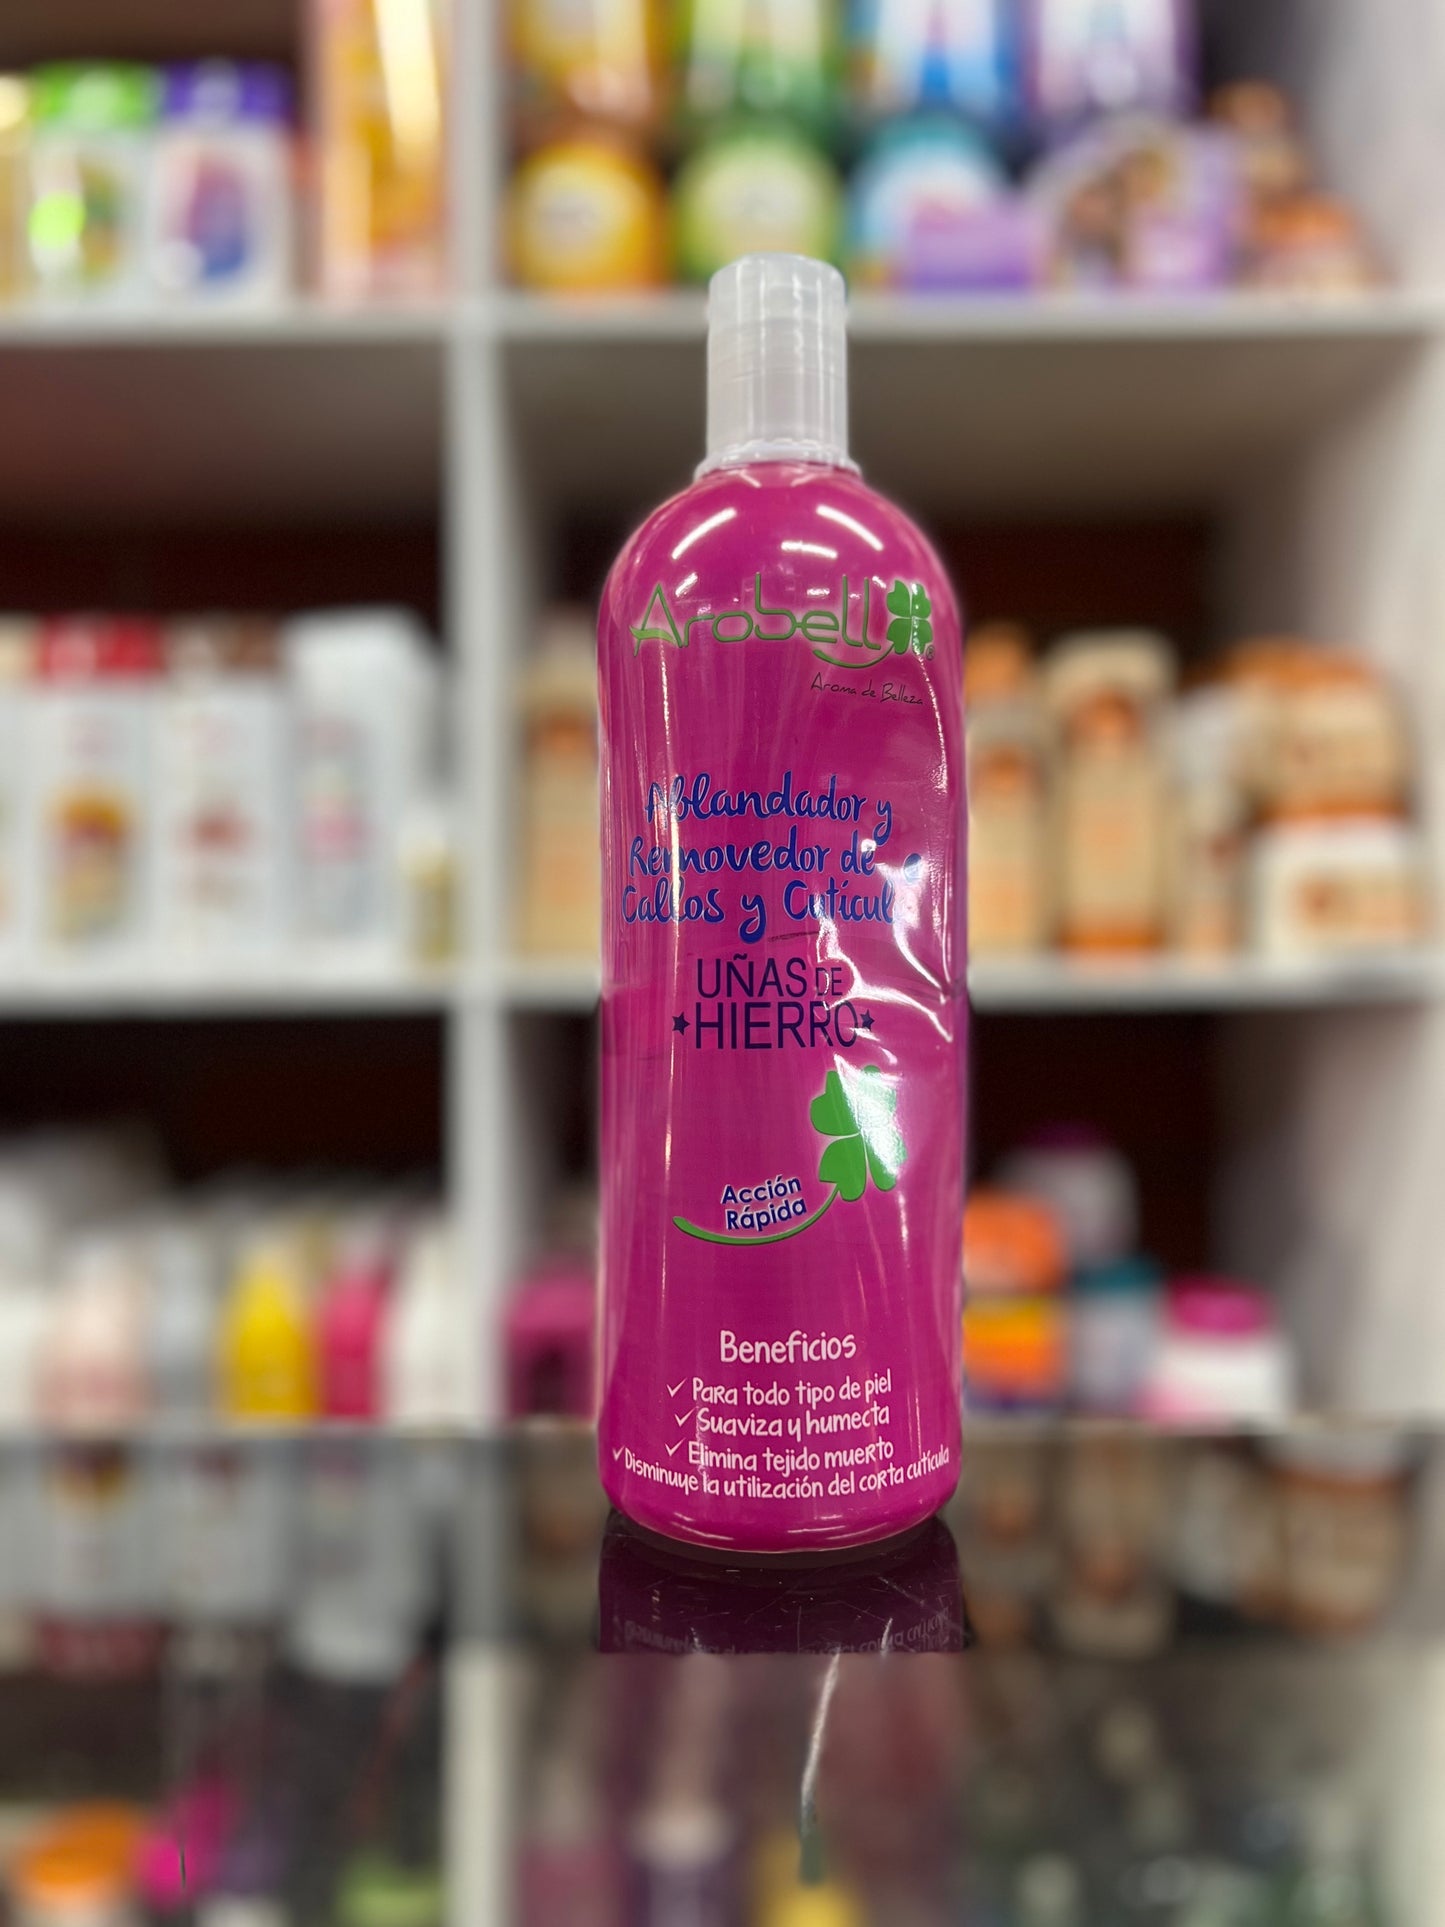 Arobell
Aroma de Belleza
Ablandador y
Removedor de
Callos y Cutícula
UÑAS DE
HIERRO
Acción
Rápida
Beneficios
✓ Para todo tipo de piel
✓ Suaviza y humecta
✓ Elimina tejido muerto
✓ Disminuye la utilización del corta cutícula